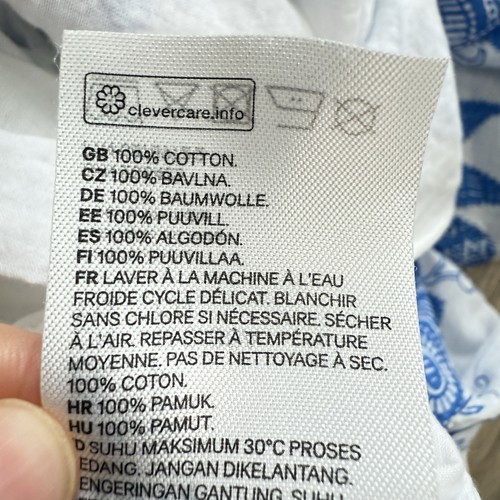 clevercare.info
GB 100% COTTON.
CZ 100% BAVLNA.
DE 100% BAUMWOLLE.
EE 100% PUUVILL.
ES 100% ALGODÓN.
FI 100% PUUVILLAA.
FR LAVER À LA MACHINE À L'EAU
FROIDE CYCLE DÉLICAT. BLANCHIR
SANS CHLORE SI NÉCESSAIRE. SÉCHER
À L'AIR. REPASSER À TEMPÉRATURE
MOYENNE. PAS DE NETTOYAGE À SEC.
100% COTON.
HR 100% PAMUK.
HU 100% PAMUT.
D SUHU MAKSIMUM 30°C PROSES
EDANG. JANGAN DIKELANTANG.
ENGERINGAN GANTUNG. SUHU